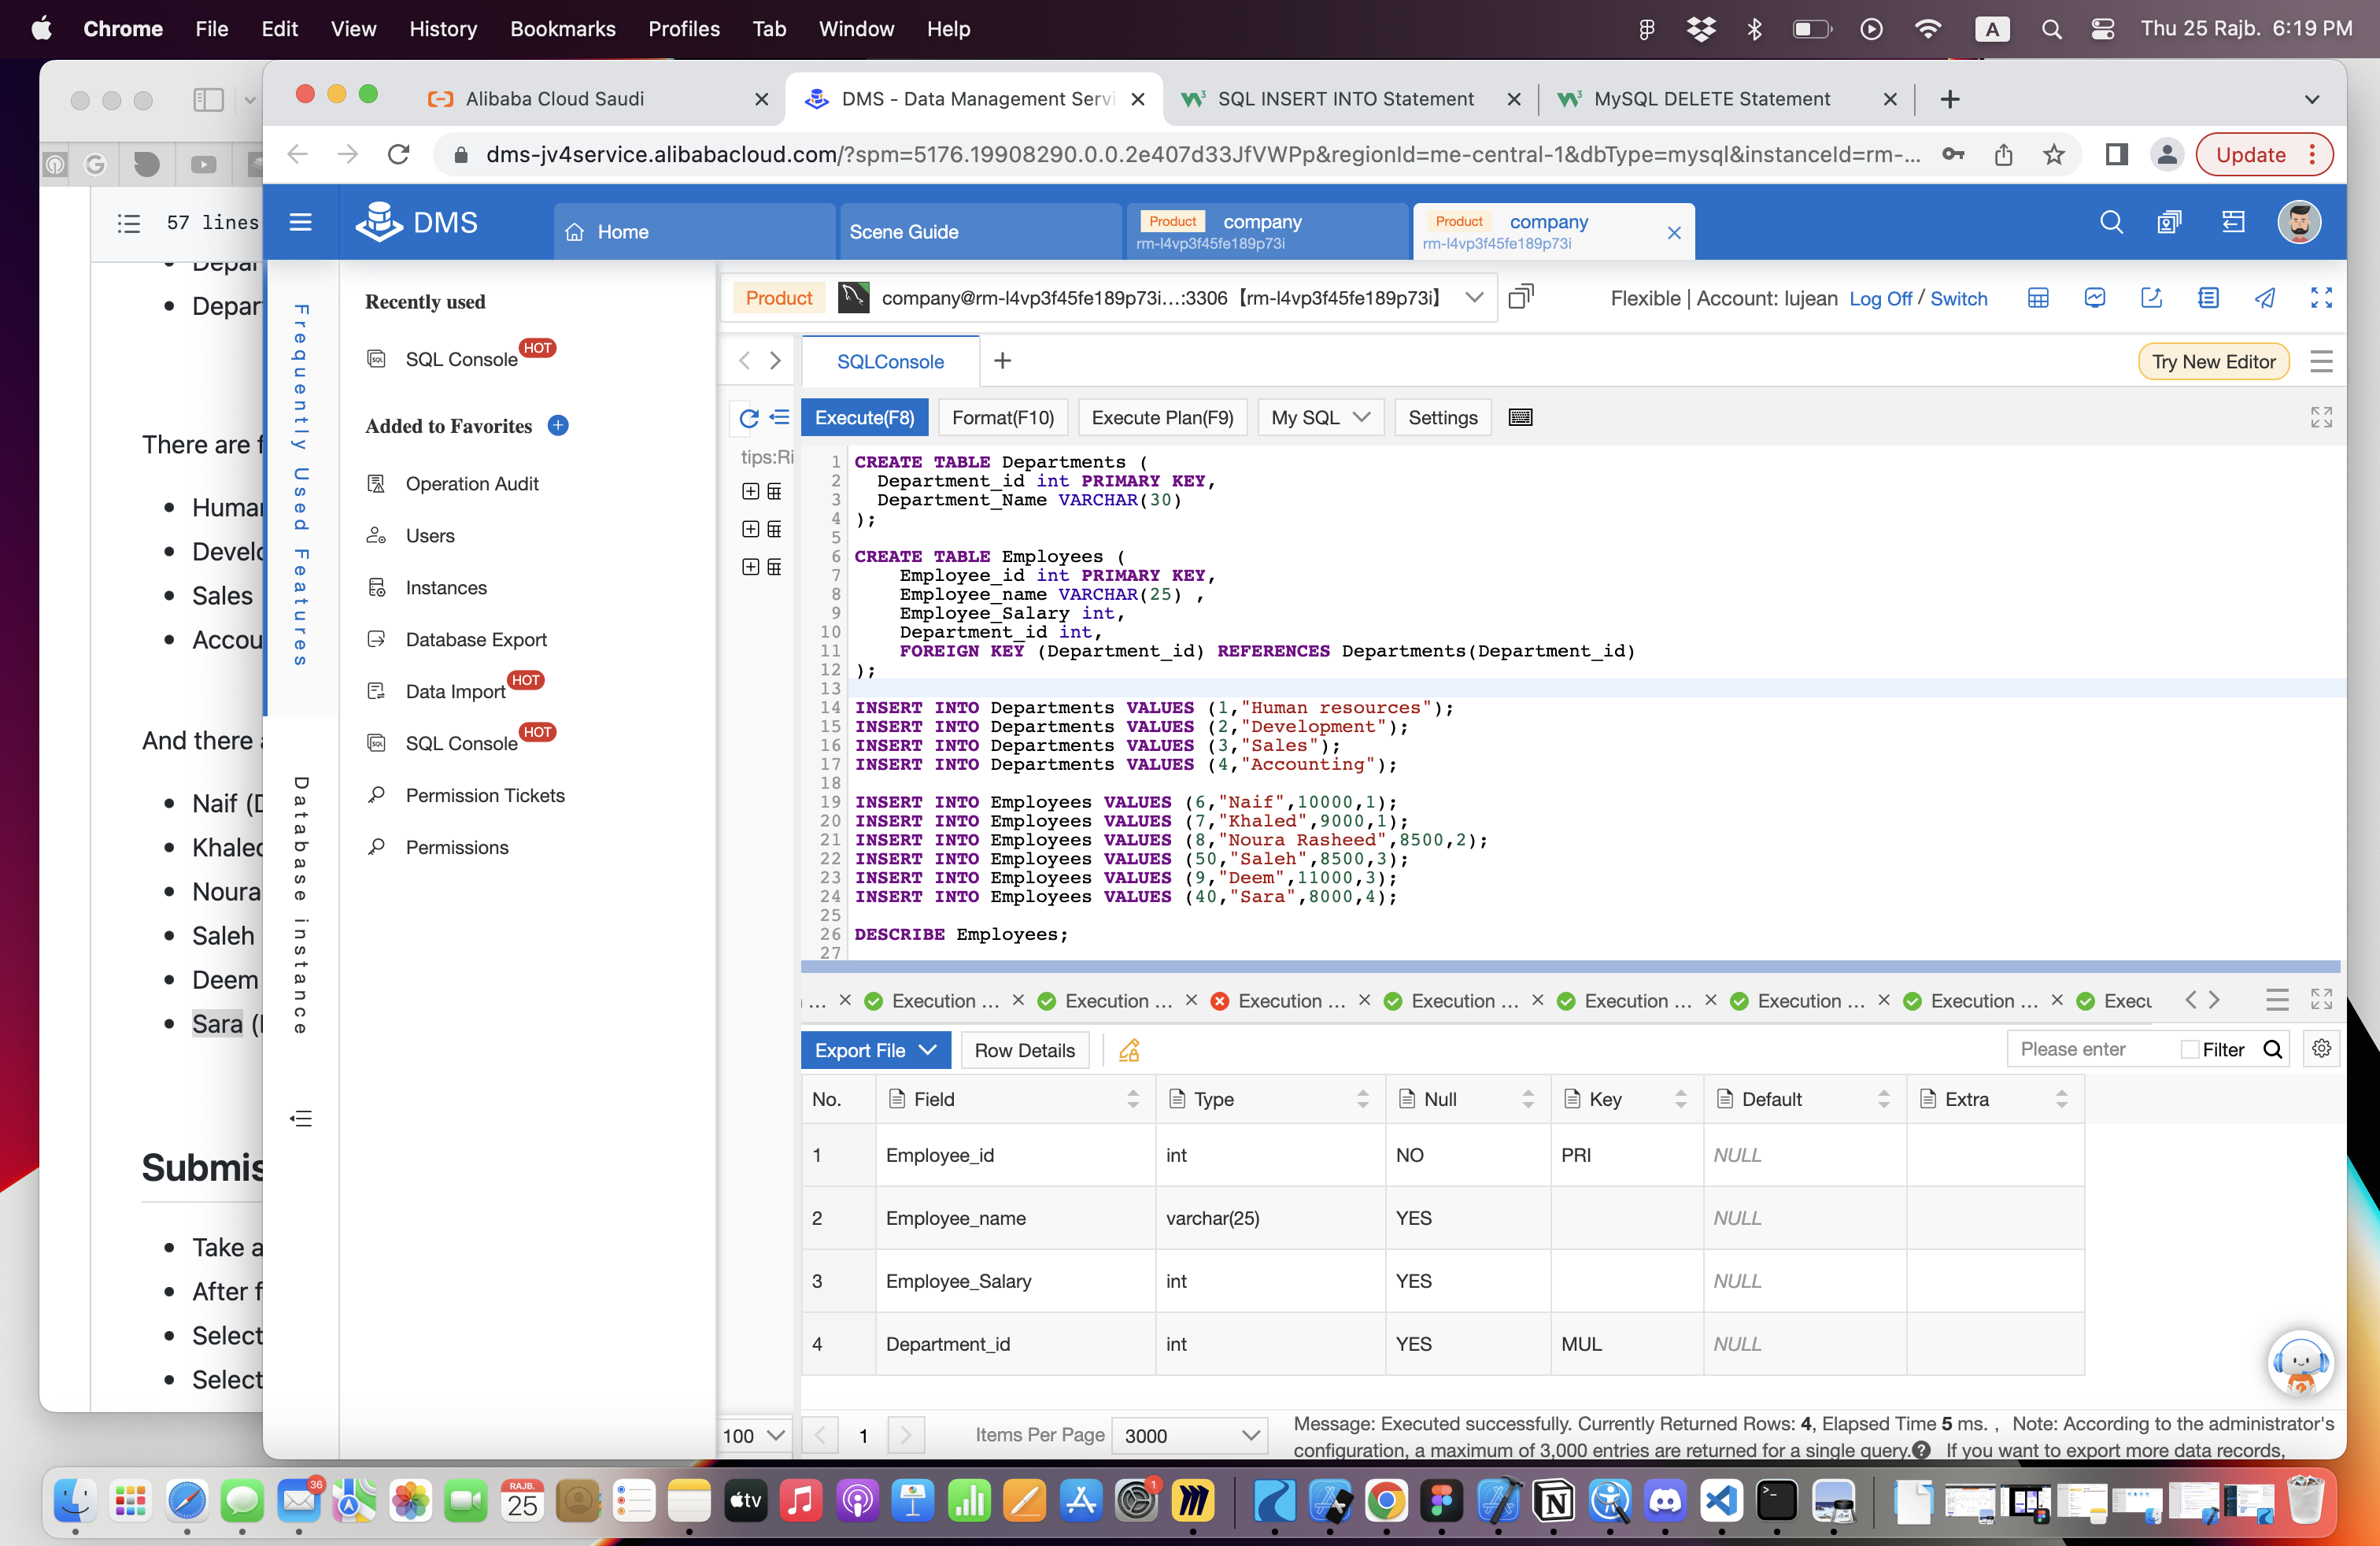 Chrome File Edit View History Bookmarks Profiles Tab Window Help
A Thu 25 Rajb. 6:19 PM
Alibaba Cloud Saudi
DMS - Data Management Servi
SQL INSERT INTO Statement
MySQL DELETE Statement
dms-jv4service.alibabacloud.com/?spm=5176.19908290.0.0.2e407d33JfVWPp&regionId=me-central-1&dbType=mysql&instanceId=rm-...
Update
57 lines
DMS
Home
Scene Guide
Product company
rm-l4vp3f45fe189p73i
Product company
rm-l4vp3f45fe189p73i
Depar
Depar
There are f
Human
Develo
Sales
Accou
And there a
Naif (D
Khaled
Noura
Saleh
Deem
Sara (
Submis
Take a
After f
Select
Select
Frequently Used Features
Database instance
Recently used
SQL Console HOT
Added to Favorites
Operation Audit
Users
Instances
Database Export
Data Import HOT
SQL Console HOT
Permission Tickets
Permissions
Product company@rm-l4vp3f45fe189p73i...:3306【rm-l4vp3f45fe189p73i】
Flexible | Account: lujean Log Off / Switch
SQLConsole
Try New Editor
Execute(F8) Format(F10) Execute Plan(F9) My SQL Settings
tips:Ri
1 CREATE TABLE Departments (
2 Department_id int PRIMARY KEY,
3 Department_Name VARCHAR(30)
4 );
5
6 CREATE TABLE Employees (
7 Employee_id int PRIMARY KEY,
8 Employee_name VARCHAR(25) ,
9 Employee_Salary int,
10 Department_id int,
11 FOREIGN KEY (Department_id) REFERENCES Departments(Department_id)
12 );
13
14 INSERT INTO Departments VALUES (1,"Human resources");
15 INSERT INTO Departments VALUES (2,"Development");
16 INSERT INTO Departments VALUES (3,"Sales");
17 INSERT INTO Departments VALUES (4,"Accounting");
18
19 INSERT INTO Employees VALUES (6,"Naif",10000,1);
20 INSERT INTO Employees VALUES (7,"Khaled",9000,1);
21 INSERT INTO Employees VALUES (8,"Noura Rasheed",8500,2);
22 INSERT INTO Employees VALUES (50,"Saleh",8500,3);
23 INSERT INTO Employees VALUES (9,"Deem",11000,3);
24 INSERT INTO Employees VALUES (40,"Sara",8000,4);
25
26 DESCRIBE Employees;
27
... Execution ... Execution ... Execution ... Execution ... Execution ... Execution ... Execution ... Execu
Export File Row Details
Please enter Filter
No. Field Type Null Key Default Extra
1 Employee_id int NO PRI NULL
2 Employee_name varchar(25) YES NULL
3 Employee_Salary int YES NULL
4 Department_id int YES MUL NULL
100 1 Items Per Page 3000
Message: Executed successfully. Currently Returned Rows: 4, Elapsed Time 5 ms. , Note: According to the administrator's
configuration, a maximum of 3,000 entries are returned for a single query. If you want to export more data records,
36
RAJB.
25
tv
1